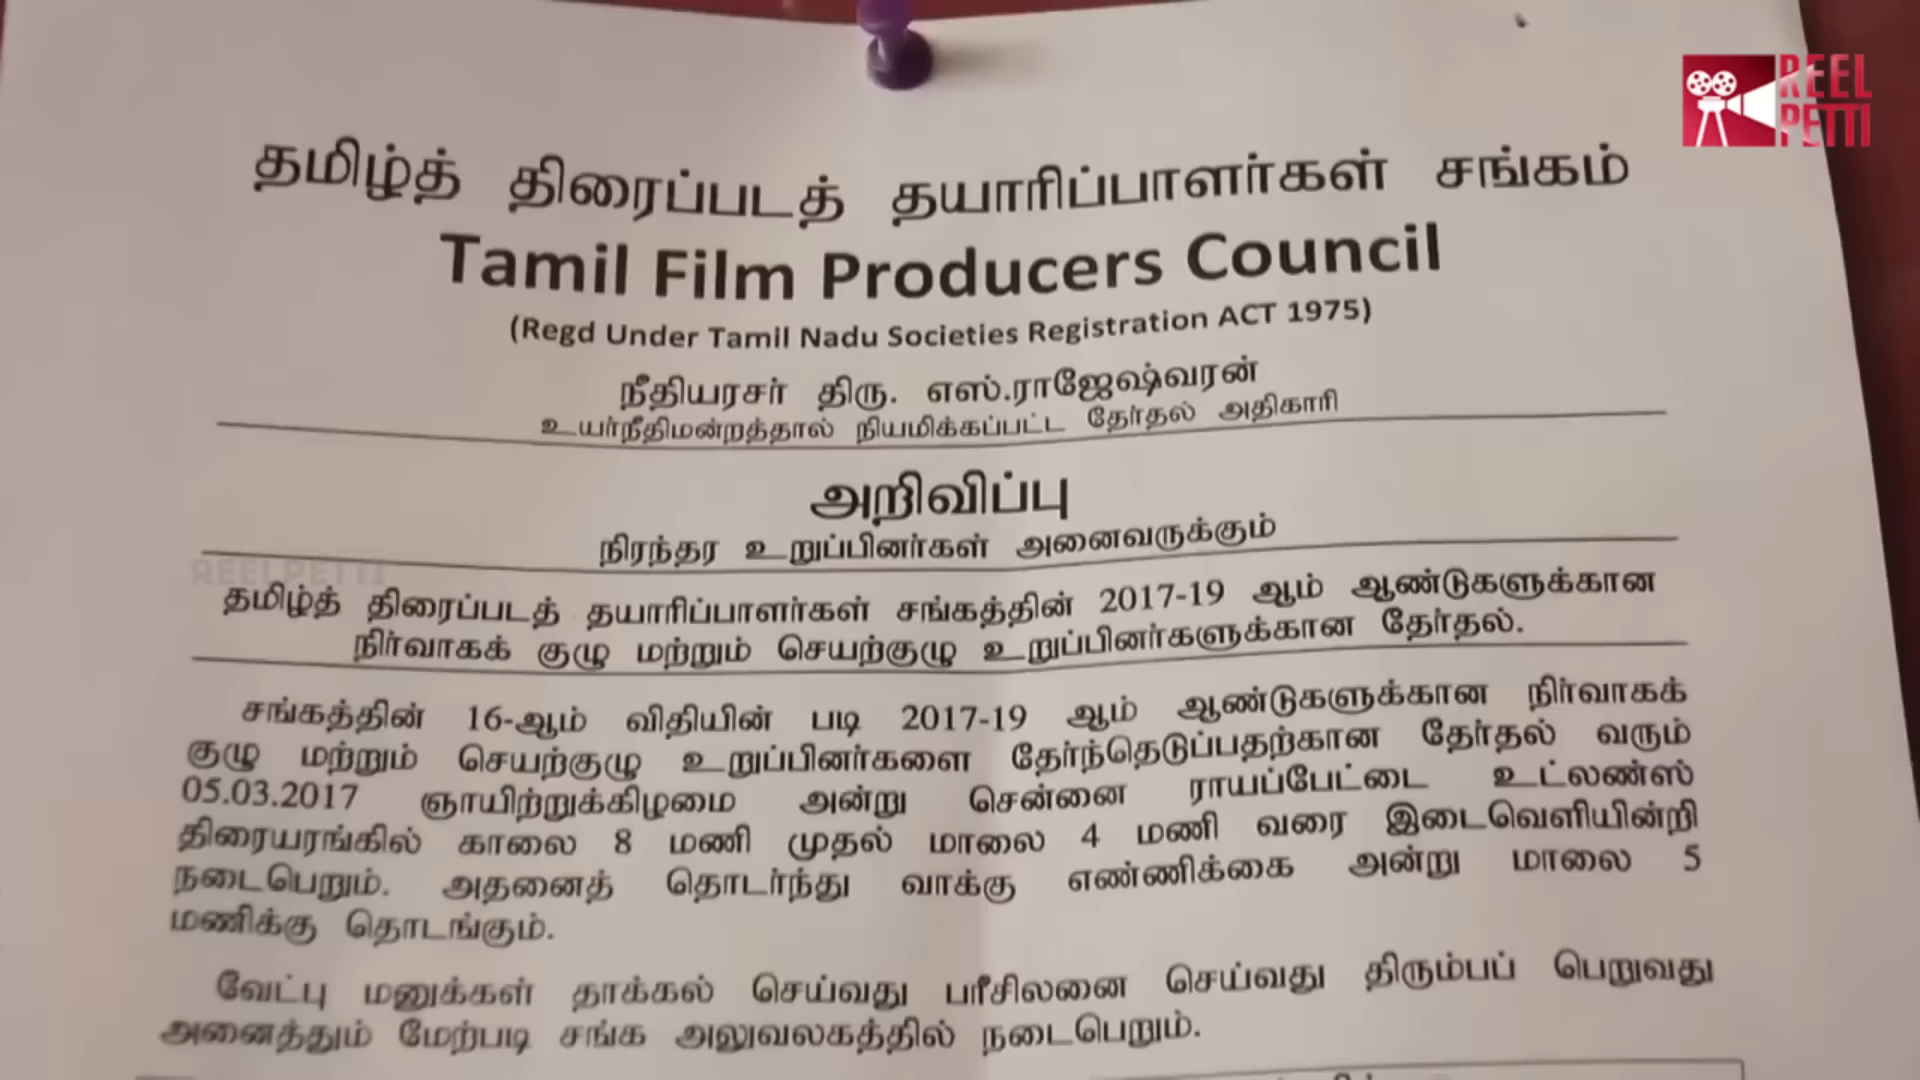 REEL
PETTI
தமிழ்த் திரைப்படத் தயாரிப்பாளர்கள் சங்கம்
Tamil Film Producers Council
(Regd Under Tamil Nadu Societies Registration ACT 1975)
நீதியரசர் திரு. எஸ்.ராஜேஷ்வரன்
உயர்நீதிமன்றத்தால் நியமிக்கப்பட்ட தேர்தல் அதிகாரி
அறிவிப்பு
நிரந்தர உறுப்பினர்கள் அனைவருக்கும்
REELPETTI
தமிழ்த் திரைப்படத் தயாரிப்பாளர்கள் சங்கத்தின் 2017-19 ஆம் ஆண்டுகளுக்கான
நிர்வாகக் குழு மற்றும் செயற்குழு உறுப்பினர்களுக்கான தேர்தல்.
சங்கத்தின் 16-ஆம் விதியின் படி 2017-19 ஆம் ஆண்டுகளுக்கான நிர்வாகக்
குழு மற்றும் செயற்குழு உறுப்பினர்களை தேர்ந்தெடுப்பதற்கான தேர்தல் வரும்
05.03.2017 ஞாயிற்றுக்கிழமை அன்று சென்னை ராயப்பேட்டை உட்லண்ஸ்
திரையரங்கில் காலை 8 மணி முதல் மாலை 4 மணி வரை இடைவெளியின்றி
நடைபெறும். அதனைத் தொடர்ந்து வாக்கு எண்ணிக்கை அன்று மாலை 5
மணிக்கு தொடங்கும்.
வேட்பு மனுக்கள் தாக்கல் செய்வது பரீசிலனை செய்வது திரும்பப் பெறுவது
அனைத்தும் மேற்படி சங்க அலுவலகத்தில் நடைபெறும்.